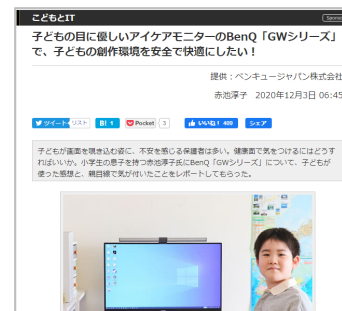 こどもとIT
Sponsor
子どもの目に優しいアイケアモニターのBenQ「GWシリーズ」
で、子どもの創作環境を安全で快適にしたい！
提供：ベンキュージャパン株式会社
赤池淳子　2020年12月3日 06:45
ツイート リスト B! 1 Pocket 3 いいね！ 489 シェア
子どもが画面を覗き込む姿に、不安を感じる保護者は多い。健康面で気をつけるにはどうす
ればいいか。小学生の息子を持つ赤池淳子氏にBenQ「GWシリーズ」について、子どもが
使った感想と、親目線で気が付いたことをレポートしてもらった。